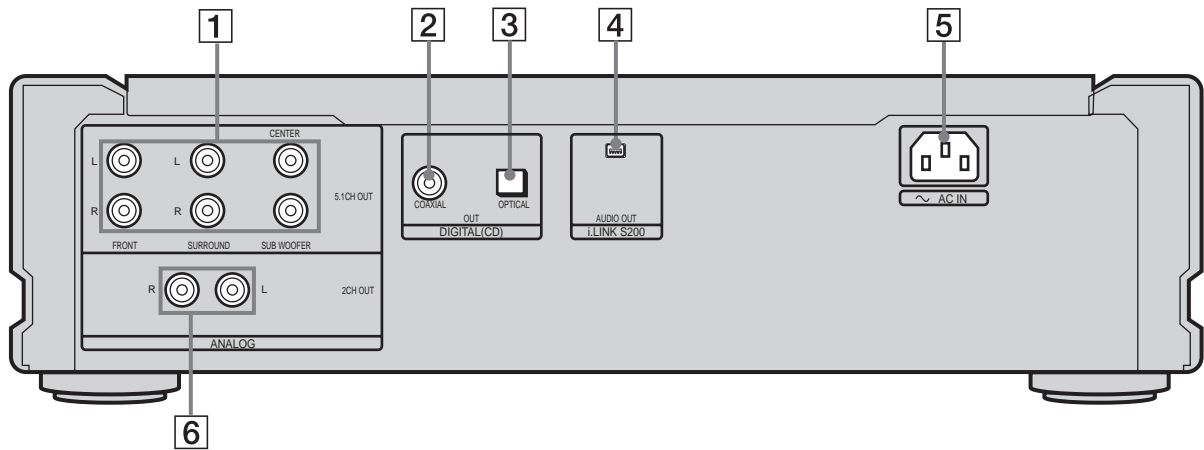 1
2
3
4
5
CENTER
L
L
5.1CH OUT
R
R
FRONT
SURROUND
SUB WOOFER
R
L
2CH OUT
ANALOG
COAXIAL
OPTICAL
OUT
DIGITAL(CD)
AUDIO OUT
i.LINK S200
~ AC IN
6